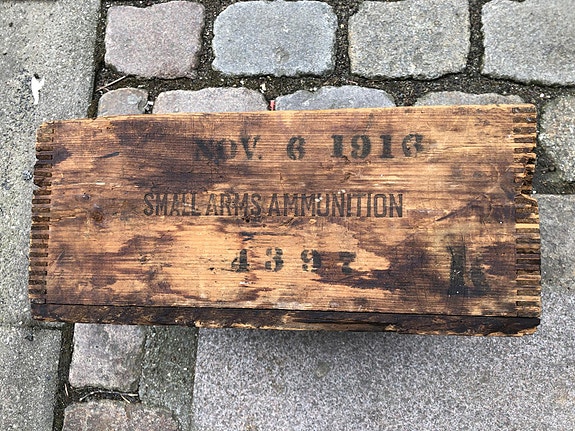 NOV. 6 1916
SMALL ARMS AMMUNITION
4397